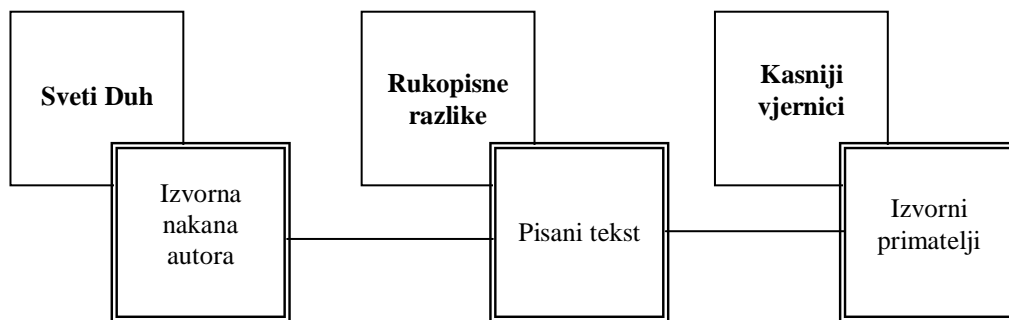 Sveti Duh
Rukopisne
razlike
Kasniji
vjernici
Izvorna
nakana
autora
Pisani tekst
Izvorni
primatelji